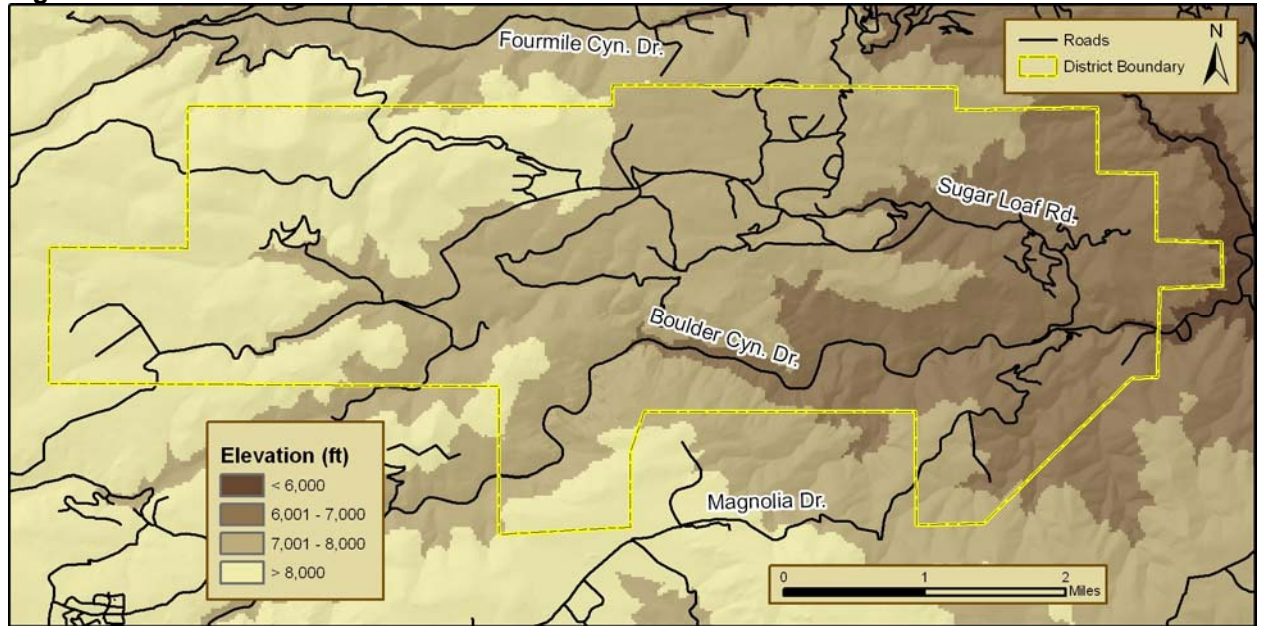 Fourmile Cyn. Dr.
Roads
District Boundary
N
Sugar Loaf Rd.
Boulder Cyn. Dr.
Magnolia Dr.
Elevation (ft)
< 6,000
6,001 - 7,000
7,001 - 8,000
> 8,000
0 1 2
Miles